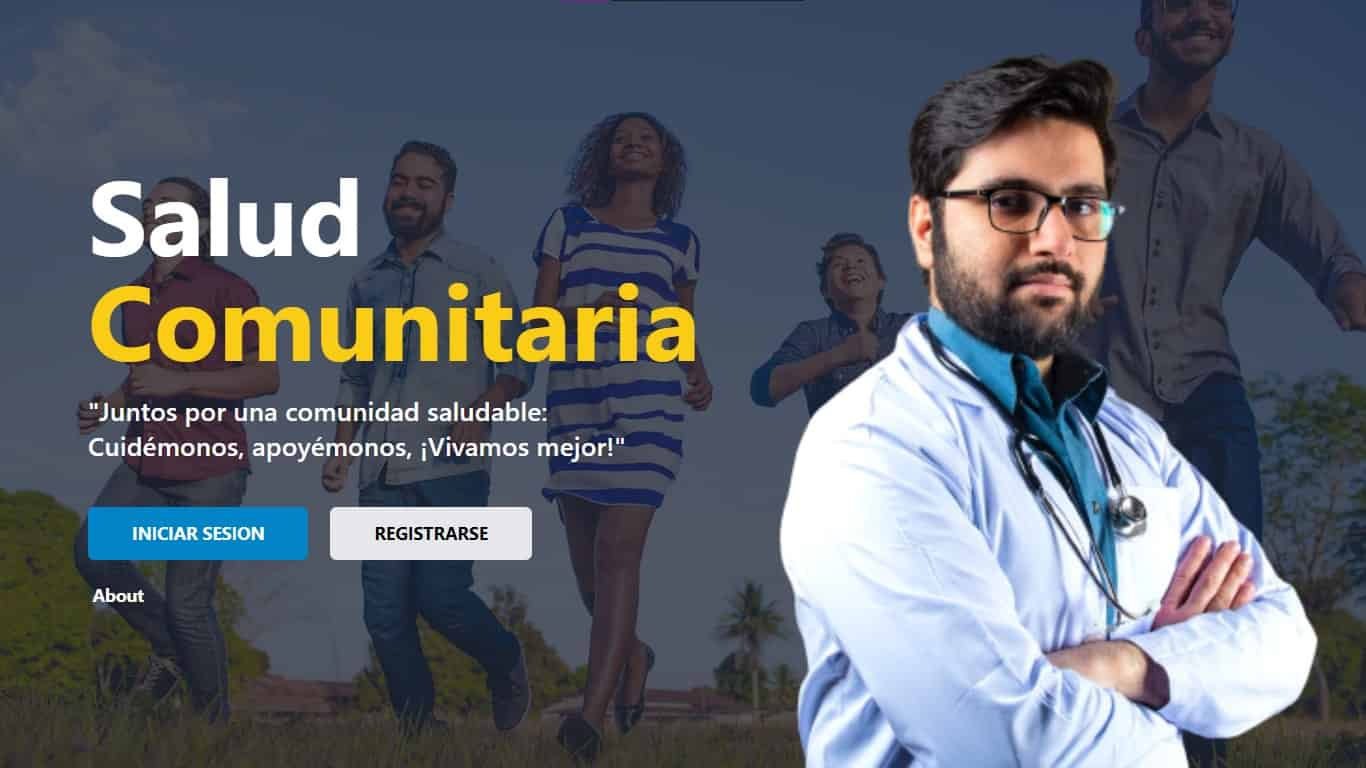 Salud
Comunitaria
"Juntos por una comunidad saludable:
Cuidémonos, apoyémonos, ¡Vivamos mejor!"
INICIAR SESION
REGISTRARSE
About